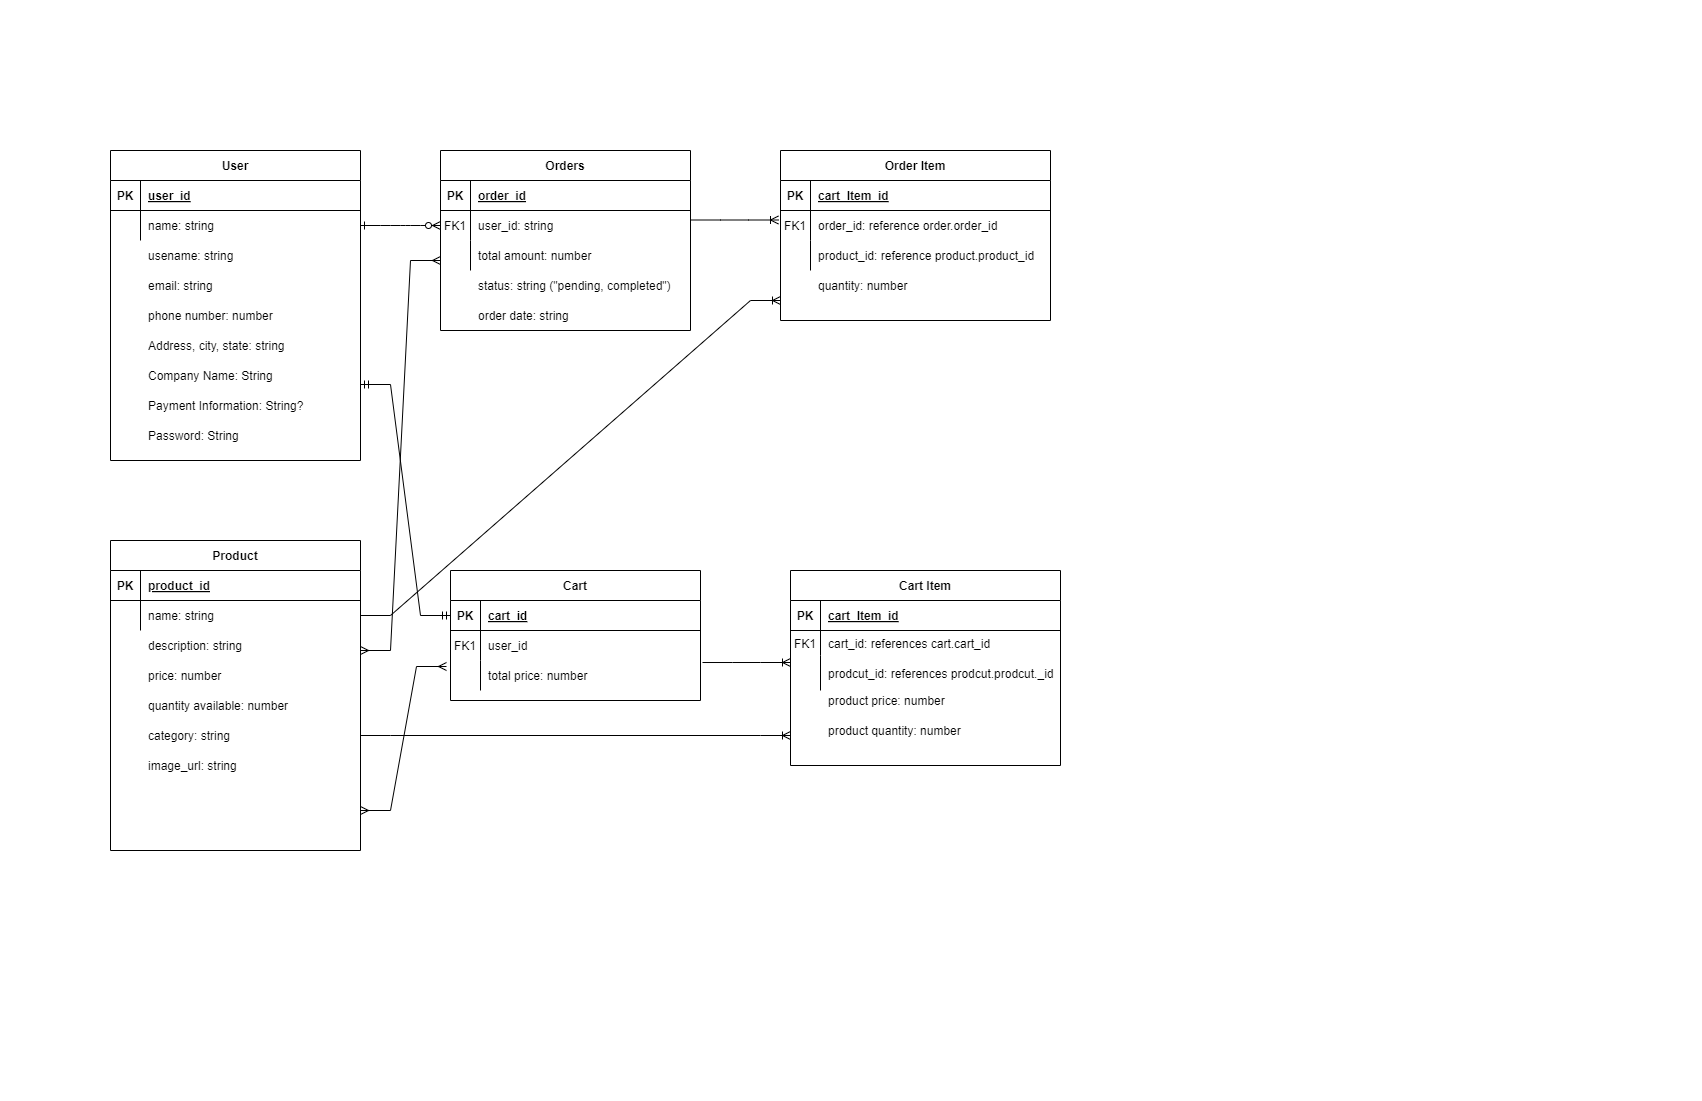 User
PK user_id
name: string
usename: string
email: string
phone number: number
Address, city, state: string
Company Name: String
Payment Information: String?
Password: String
Orders
PK order_id
FK1 user_id: string
total amount: number
status: string ("pending, completed")
order date: string
Order Item
PK cart_Item_id
FK1 order_id: reference order.order_id
product_id: reference product.product_id
quantity: number
Product
PK product_id
name: string
description: string
price: number
quantity available: number
category: string
image_url: string
Cart
PK cart_id
FK1 user_id
total price: number
Cart Item
PK cart_Item_id
FK1 cart_id: references cart.cart_id
prodcut_id: references prodcut.prodcut._id
product price: number
product quantity: number